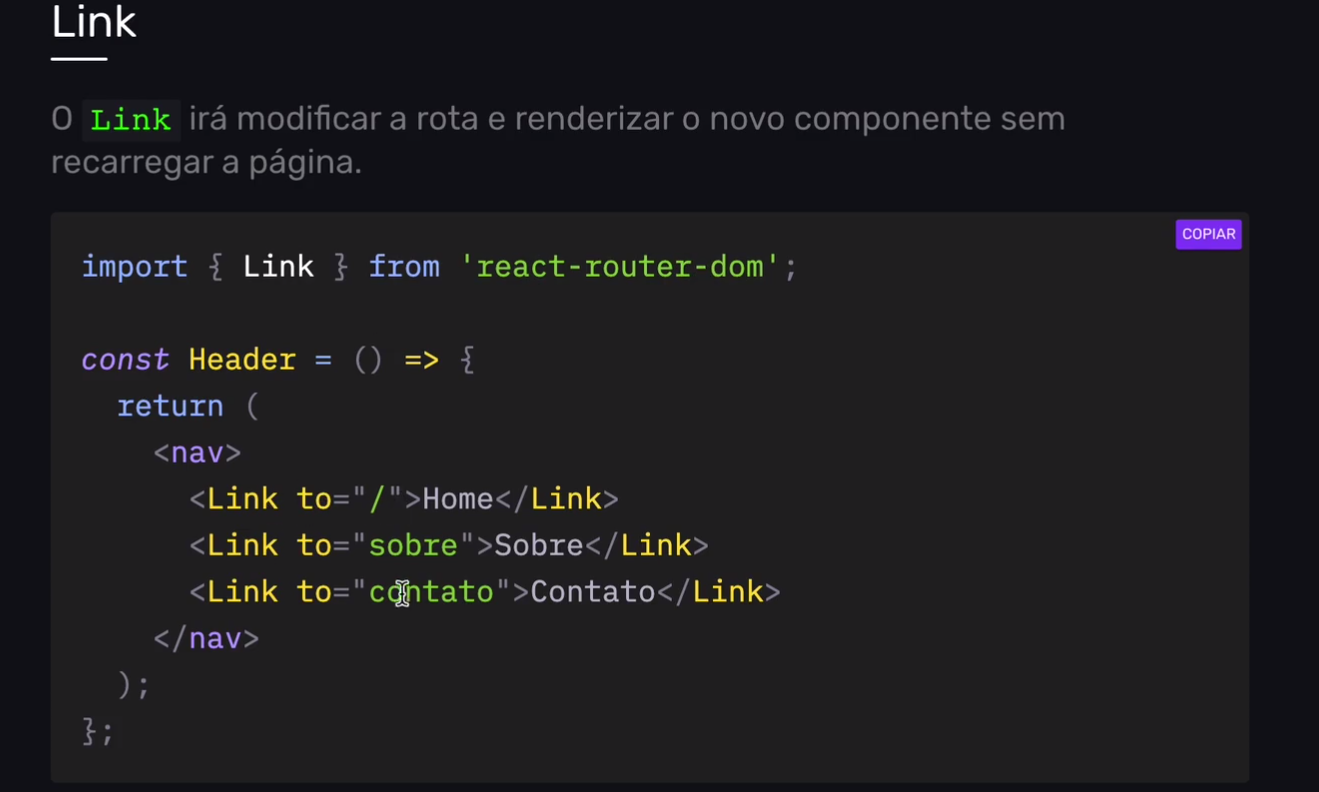 Link
O Link irá modificar a rota e renderizar o novo componente sem
recarregar a página.
COPIAR
import { Link } from 'react-router-dom';
const Header = () => {
return (
<nav>
<Link to="/">Home</Link>
<Link to="sobre">Sobre</Link>
<Link to="contato">Contato</Link>
</nav>
);
};